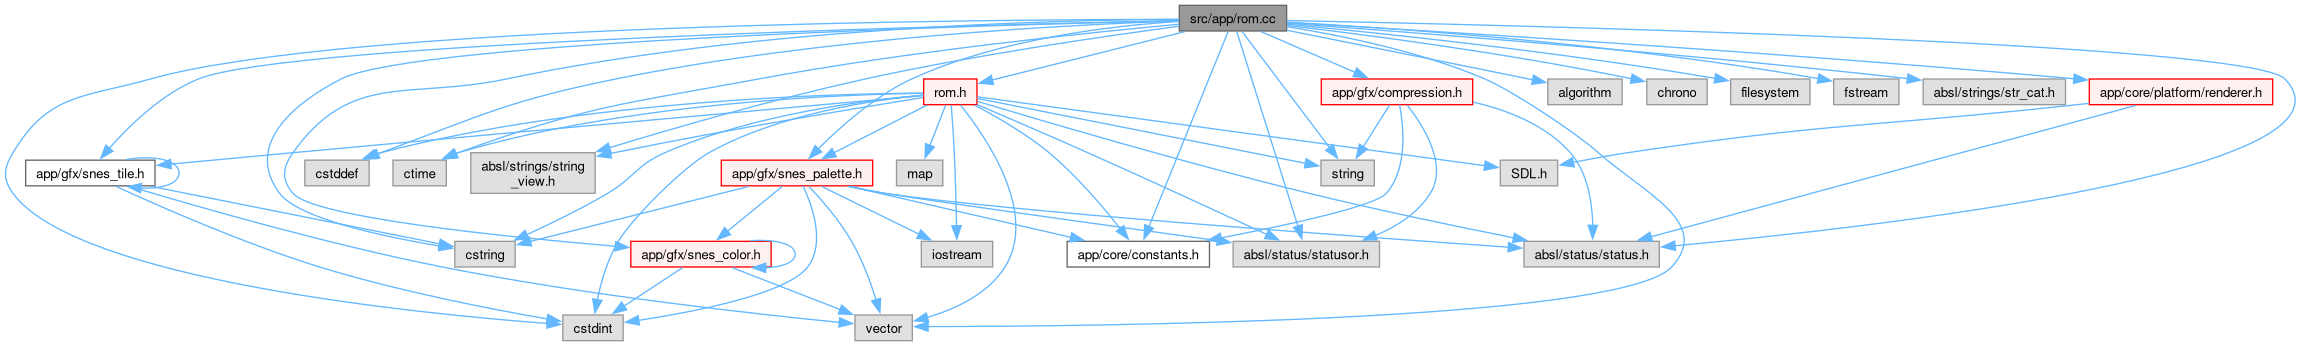 src/app/rom.cc
rom.h
app/gfx/compression.h
algorithm
chrono
filesystem
fstream
absl/strings/str_cat.h
app/core/platform/renderer.h
app/gfx/snes_tile.h
cstddef
ctime
absl/strings/string
_view.h
app/gfx/snes_palette.h
map
string
SDL.h
cstring
app/gfx/snes_color.h
iostream
app/core/constants.h
absl/status/statusor.h
absl/status/status.h
cstdint
vector